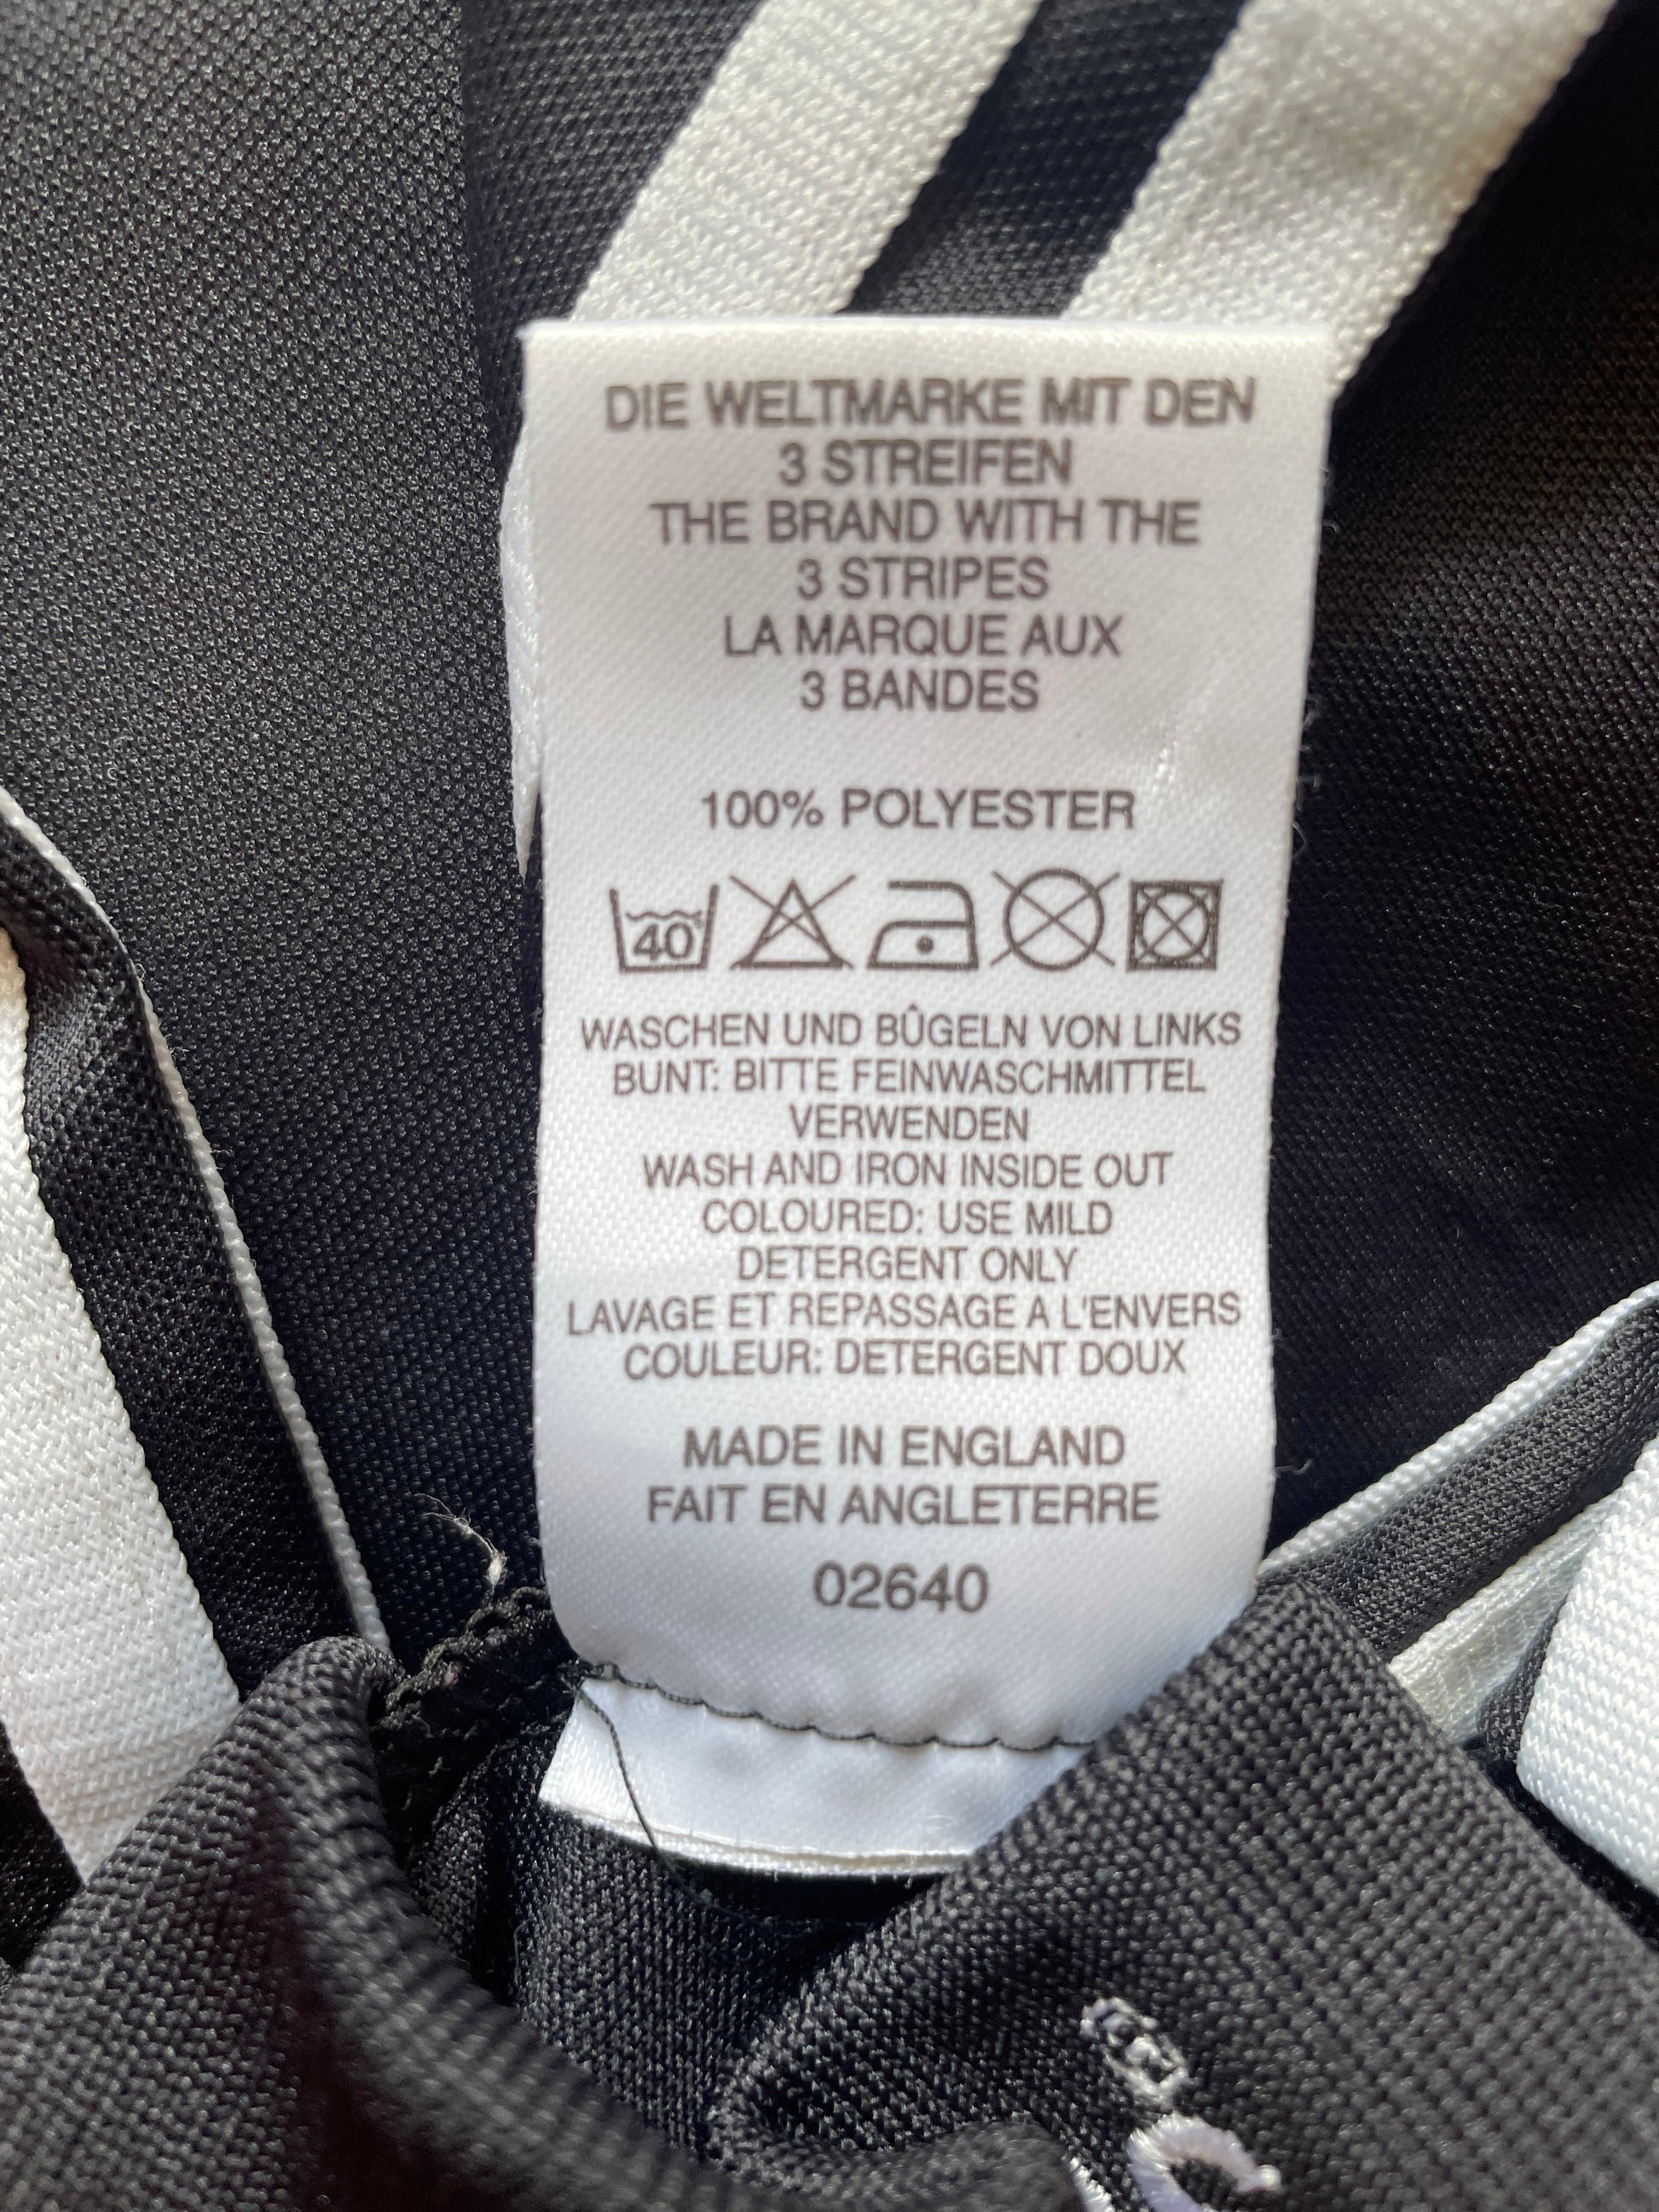 DIE WELTMARKE MIT DEN
3 STREIFEN
THE BRAND WITH THE
3 STRIPES
LA MARQUE AUX
3 BANDES
100% POLYESTER
40°
WASCHEN UND BÛGELN VON LINKS
BUNT: BITTE FEINWASCHMITTEL
VERWENDEN
WASH AND IRON INSIDE OUT
COLOURED: USE MILD
DETERGENT ONLY
LAVAGE ET REPASSAGE A L'ENVERS
COULEUR: DETERGENT DOUX
MADE IN ENGLAND
FAIT EN ANGLETERRE
02640